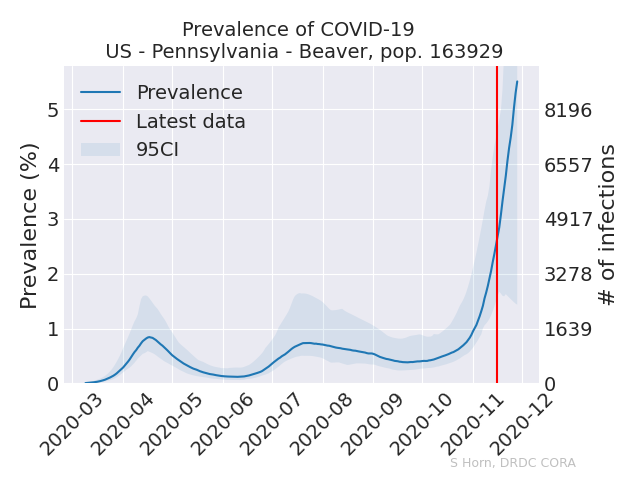 Prevalence of COVID-19
US - Pennsylvania - Beaver, pop. 163929
Prevalence
Latest data
95CI
Prevalence (%)
5
4
3
2
1
0
8196
6557
4917
3278
1639
0
# of infections
2020-03
2020-04
2020-05
2020-06
2020-07
2020-08
2020-09
2020-10
2020-11
2020-12
S Horn, DRDC CORA